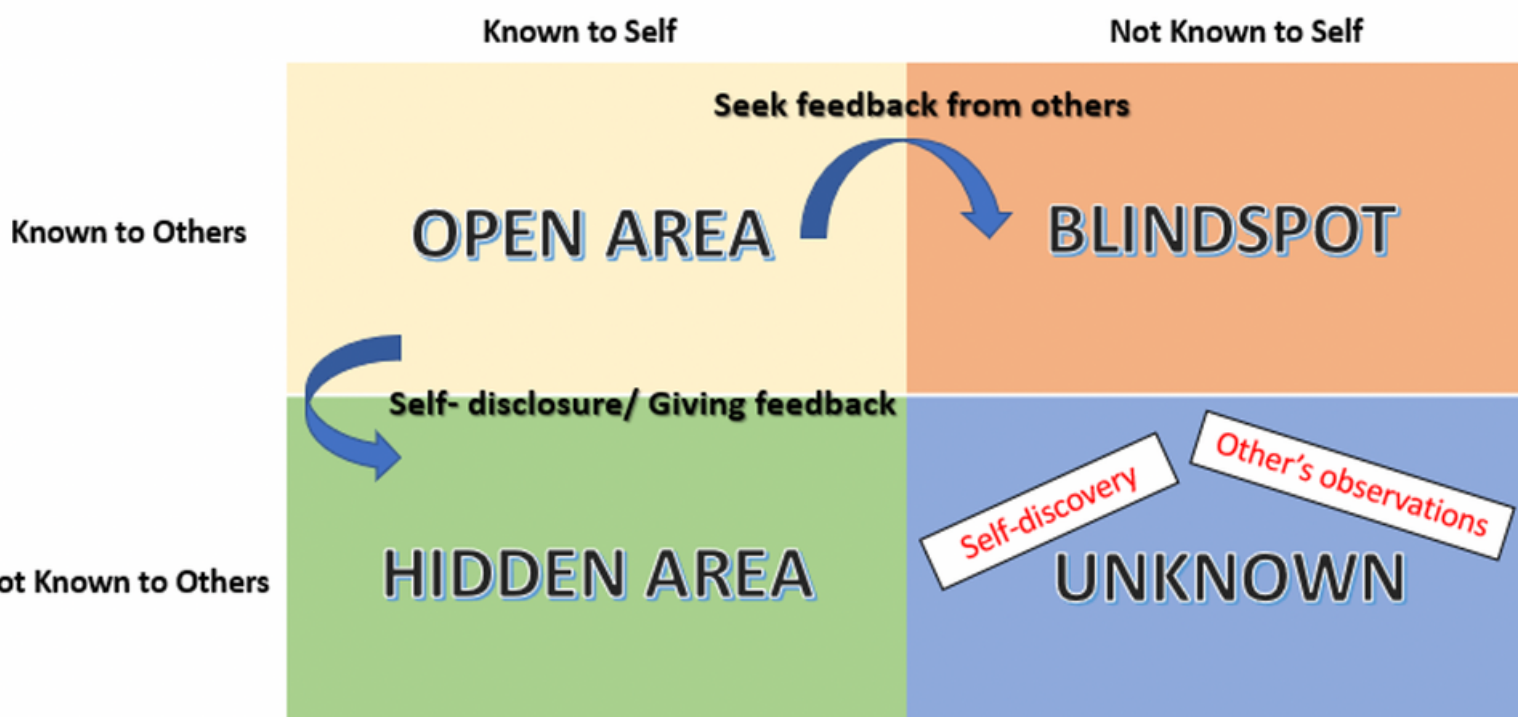 Known to Self
Not Known to Self
Seek feedback from others
Known to Others
OPEN AREA
BLINDSPOT
Self- disclosure/ Giving feedback
Self-discovery
Other's observations
ot Known to Others
HIDDEN AREA
UNKNOWN